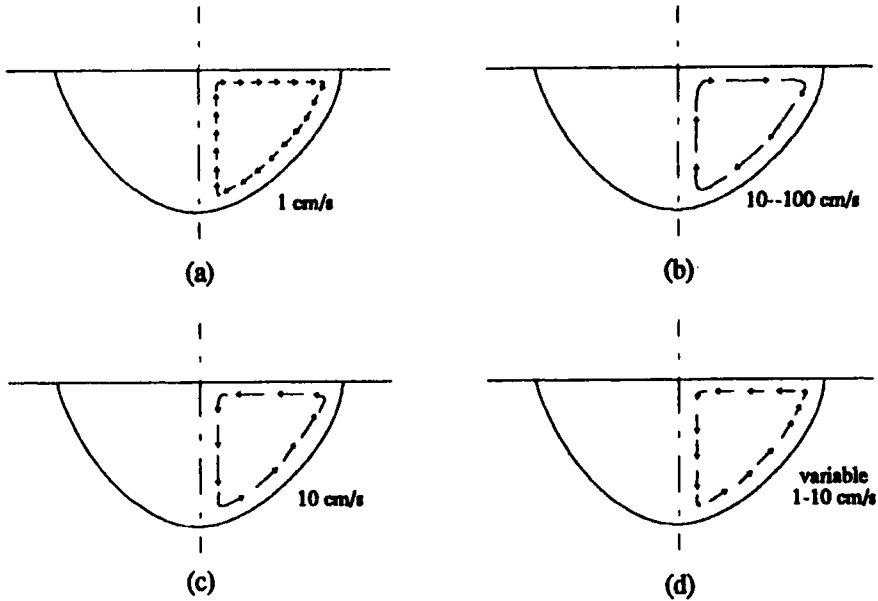 1 cm/s
(a)
10--100 cm/s
(b)
10 cm/s
(c)
variable
1-10 cm/s
(d)